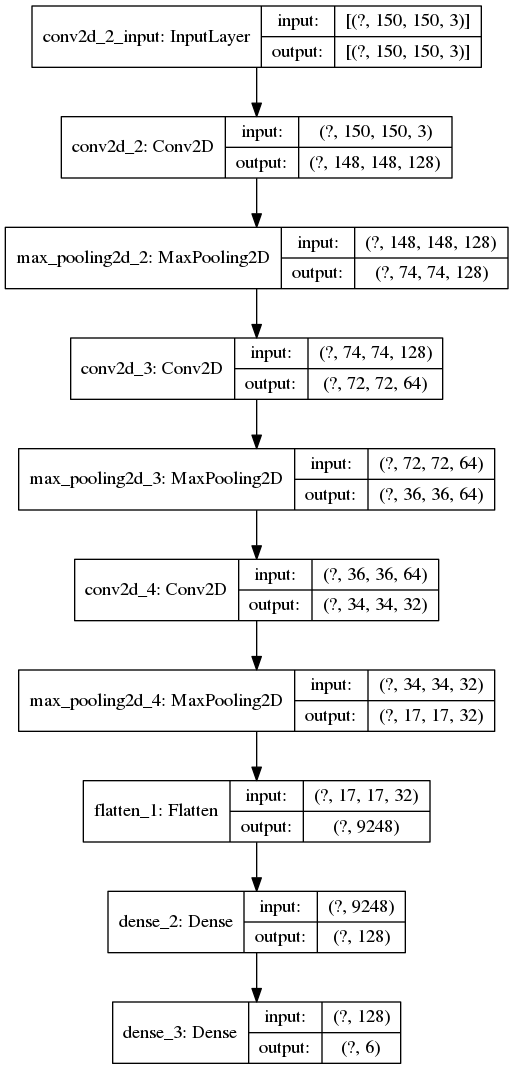 conv2d_2_input: InputLayer
input: [(?, 150, 150, 3)]
output: [(?, 150, 150, 3)]
conv2d_2: Conv2D
input: (?, 150, 150, 3)
output: (?, 148, 148, 128)
max_pooling2d_2: MaxPooling2D
input: (?, 148, 148, 128)
output: (?, 74, 74, 128)
conv2d_3: Conv2D
input: (?, 74, 74, 128)
output: (?, 72, 72, 64)
max_pooling2d_3: MaxPooling2D
input: (?, 72, 72, 64)
output: (?, 36, 36, 64)
conv2d_4: Conv2D
input: (?, 36, 36, 64)
output: (?, 34, 34, 32)
max_pooling2d_4: MaxPooling2D
input: (?, 34, 34, 32)
output: (?, 17, 17, 32)
flatten_1: Flatten
input: (?, 17, 17, 32)
output: (?, 9248)
dense_2: Dense
input: (?, 9248)
output: (?, 128)
dense_3: Dense
input: (?, 128)
output: (?, 6)